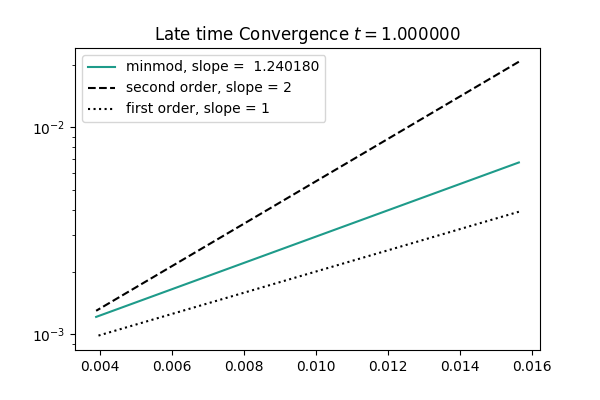 Late time Convergence t = 1.000000
minmod, slope =  1.240180
second order, slope = 2
first order, slope = 1
10⁻²
10⁻³
0.004 0.006 0.008 0.010 0.012 0.014 0.016